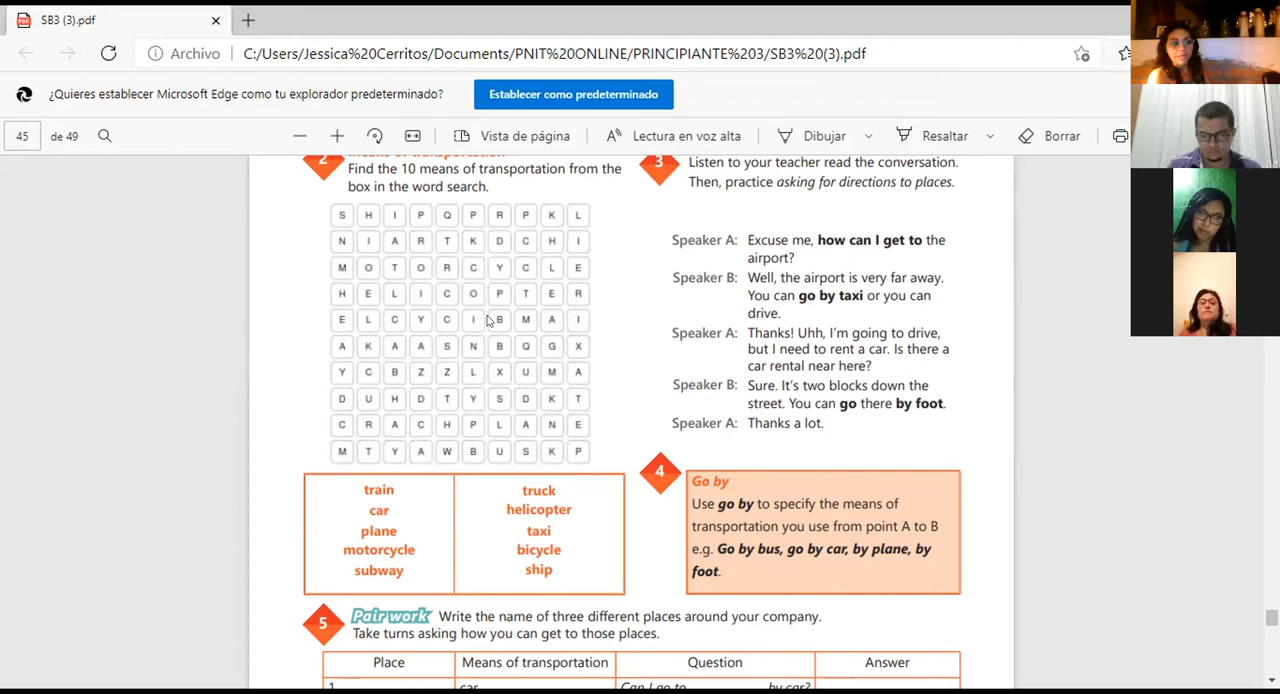 SB3 (3).pdf
Archivo
C:/Users/Jessica%20Cerritos/Documents/PNIT%20ONLINE/PRINCIPIANTE%203/SB3%20(3).pdf
¿Quieres establecer Microsoft Edge como tu explorador predeterminado?
Establecer como predeterminado
45 de 49
Vista de página
Lectura en voz alta
Dibujar
Resaltar
Borrar
2
Means of transportation
Find the 10 means of transportation from the
box in the word search.
S H I P Q P R P K L
N I A R T K D C H I
M O T O R C Y C L E
H E L I C O P T E R
E L C Y C I B M A I
A K A A S N B Q G X
Y C B Z Z L X U M A
D U H D T Y S D K T
C R A C H P L A N E
M T Y A W B U S K P
train
car
plane
motorcycle
subway
truck
helicopter
taxi
bicycle
ship
3
Listen to your teacher read the conversation.
Then, practice asking for directions to places.
Speaker A: Excuse me, how can I get to the
airport?
Speaker B: Well, the airport is very far away.
You can go by taxi or you can
drive.
Speaker A: Thanks! Uhh, I'm going to drive,
but I need to rent a car. Is there a
car rental near here?
Speaker B: Sure. It's two blocks down the
street. You can go there by foot.
Speaker A: Thanks a lot.
4
Go by
Use go by to specify the means of
transportation you use from point A to B
e.g. Go by bus, go by car, by plane, by
foot.
5
Pair work Write the name of three different places around your company.
Take turns asking how you can get to those places.
Place Means of transportation Question Answer
1. car Can I go to by car?